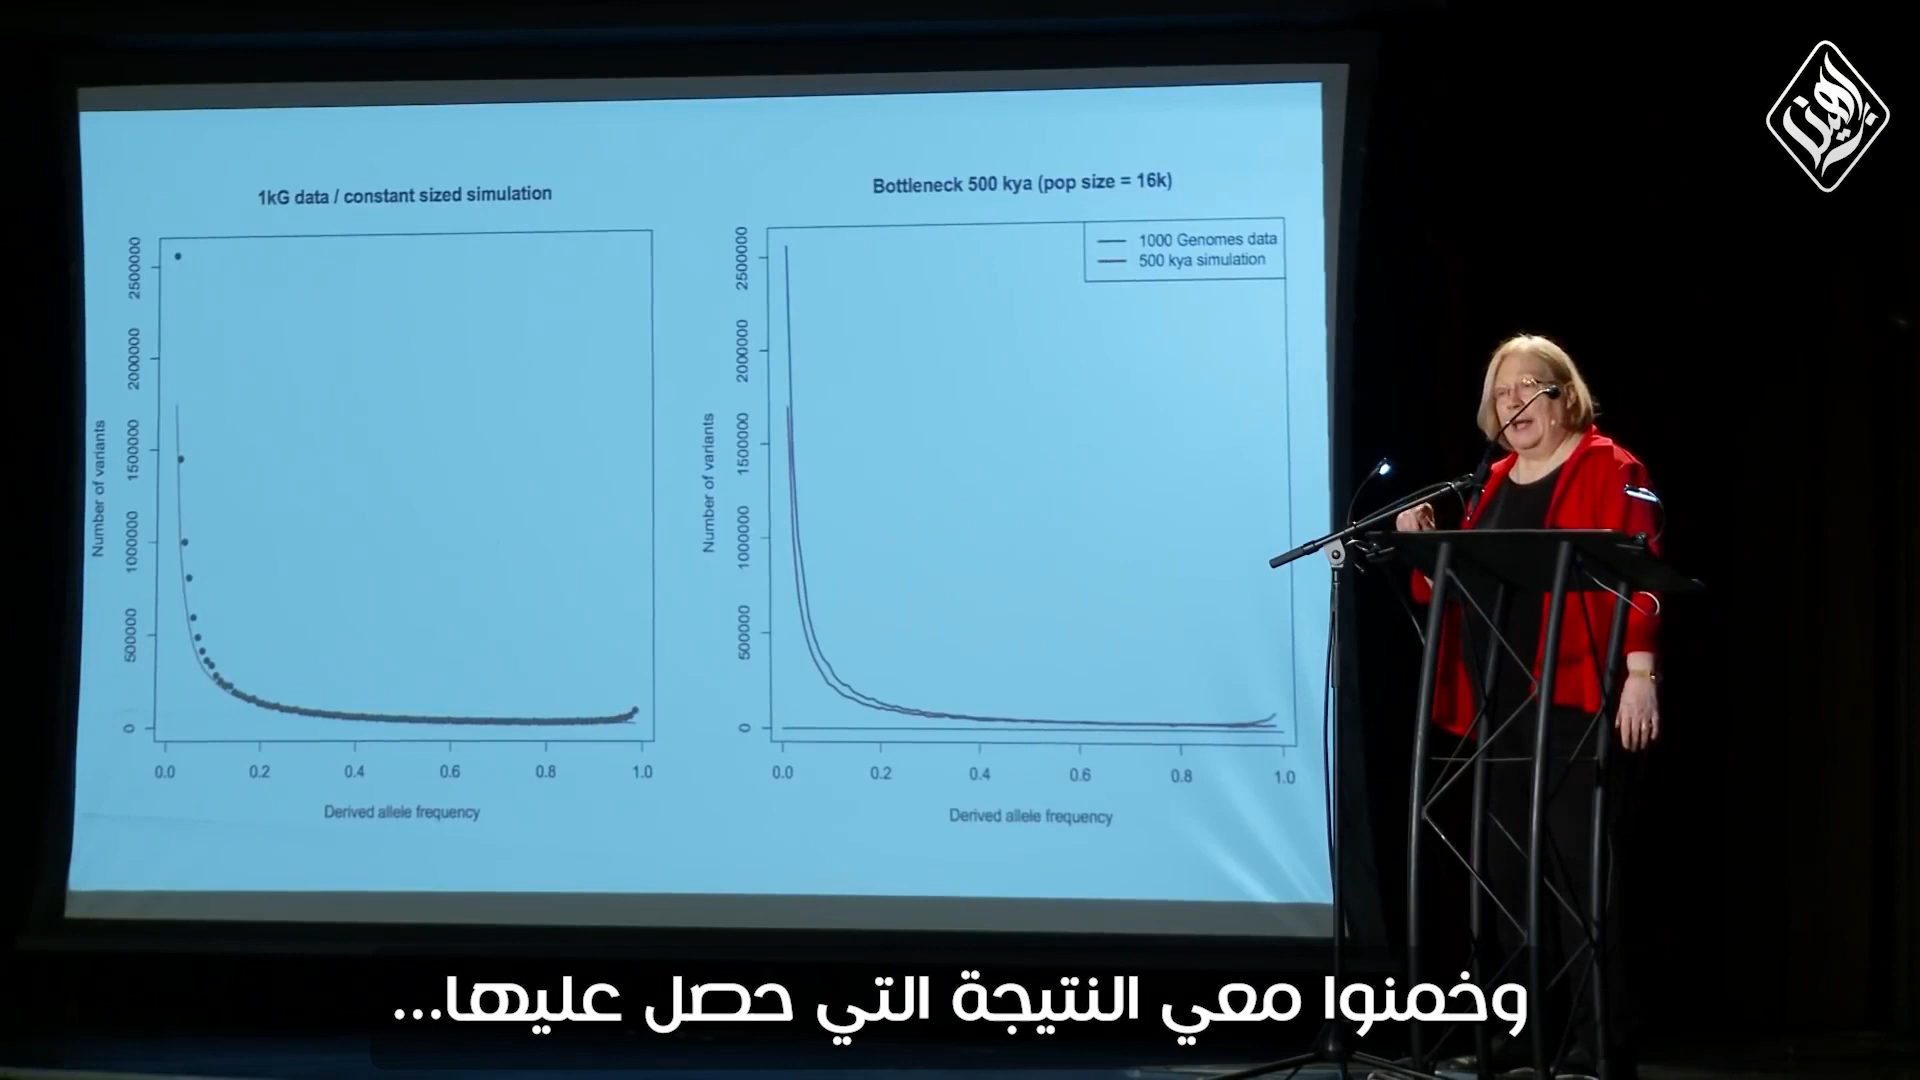 1kG data / constant sized simulation
Number of variants
2500000
2000000
1500000
1000000
500000
0
0.0 0.2 0.4 0.6 0.8 1.0
Derived allele frequency
Bottleneck 500 kya (pop size = 16k)
1000 Genomes data
500 kya simulation
Number of variants
2500000
2000000
1500000
1000000
500000
0
0.0 0.2 0.4 0.6 0.8 1.0
Derived allele frequency
وخمنوا معي النتيجة التي حصل عليها...